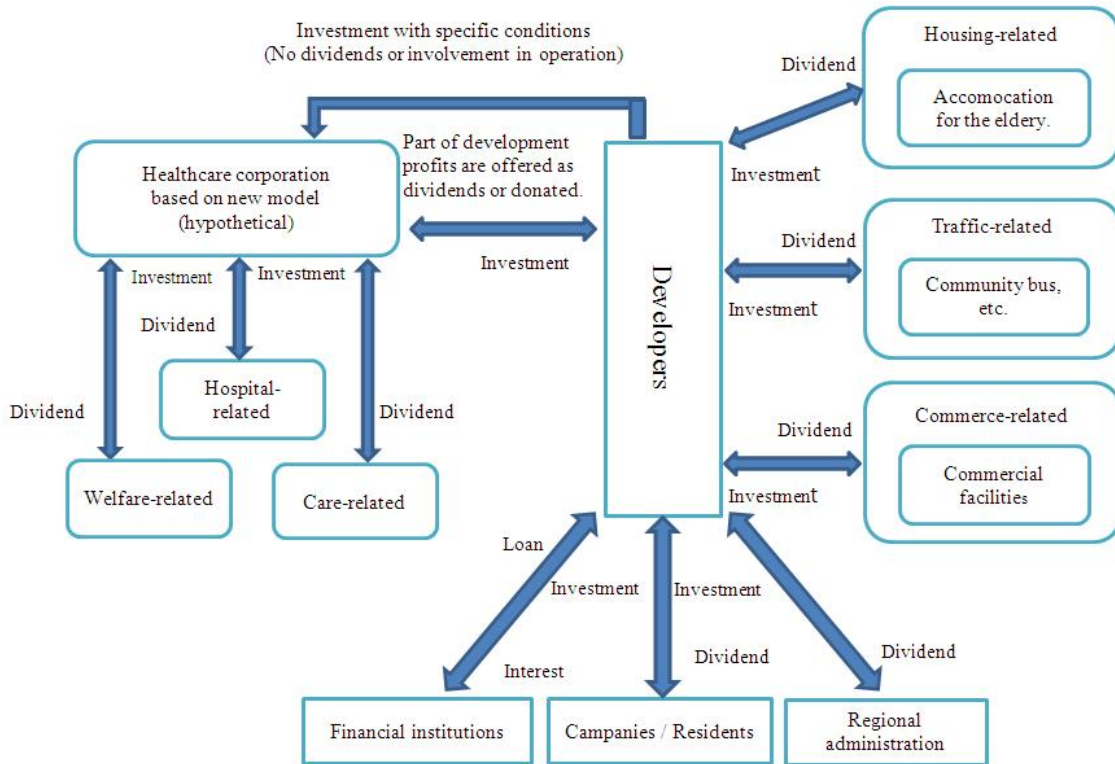 Investment with specific conditions
(No dividends or involvement in operation)
Housing-related
Dividend
Accomocation
for the eldery.
Investment
Part of development
profits are offered as
dividends or donated.
Healthcare corporation
based on new model
(hypothetical)
Investment
Developers
Dividend
Investment
Traffic-related
Community bus,
etc.
Investment
Investment
Dividend
Hospital-
related
Dividend
Dividend
Welfare-related
Care-related
Dividend
Investment
Commerce-related
Commercial
facilities
Loan
Investment
Investment
Interest
Dividend
Dividend
Financial institutions
Campanies / Residents
Regional
administration